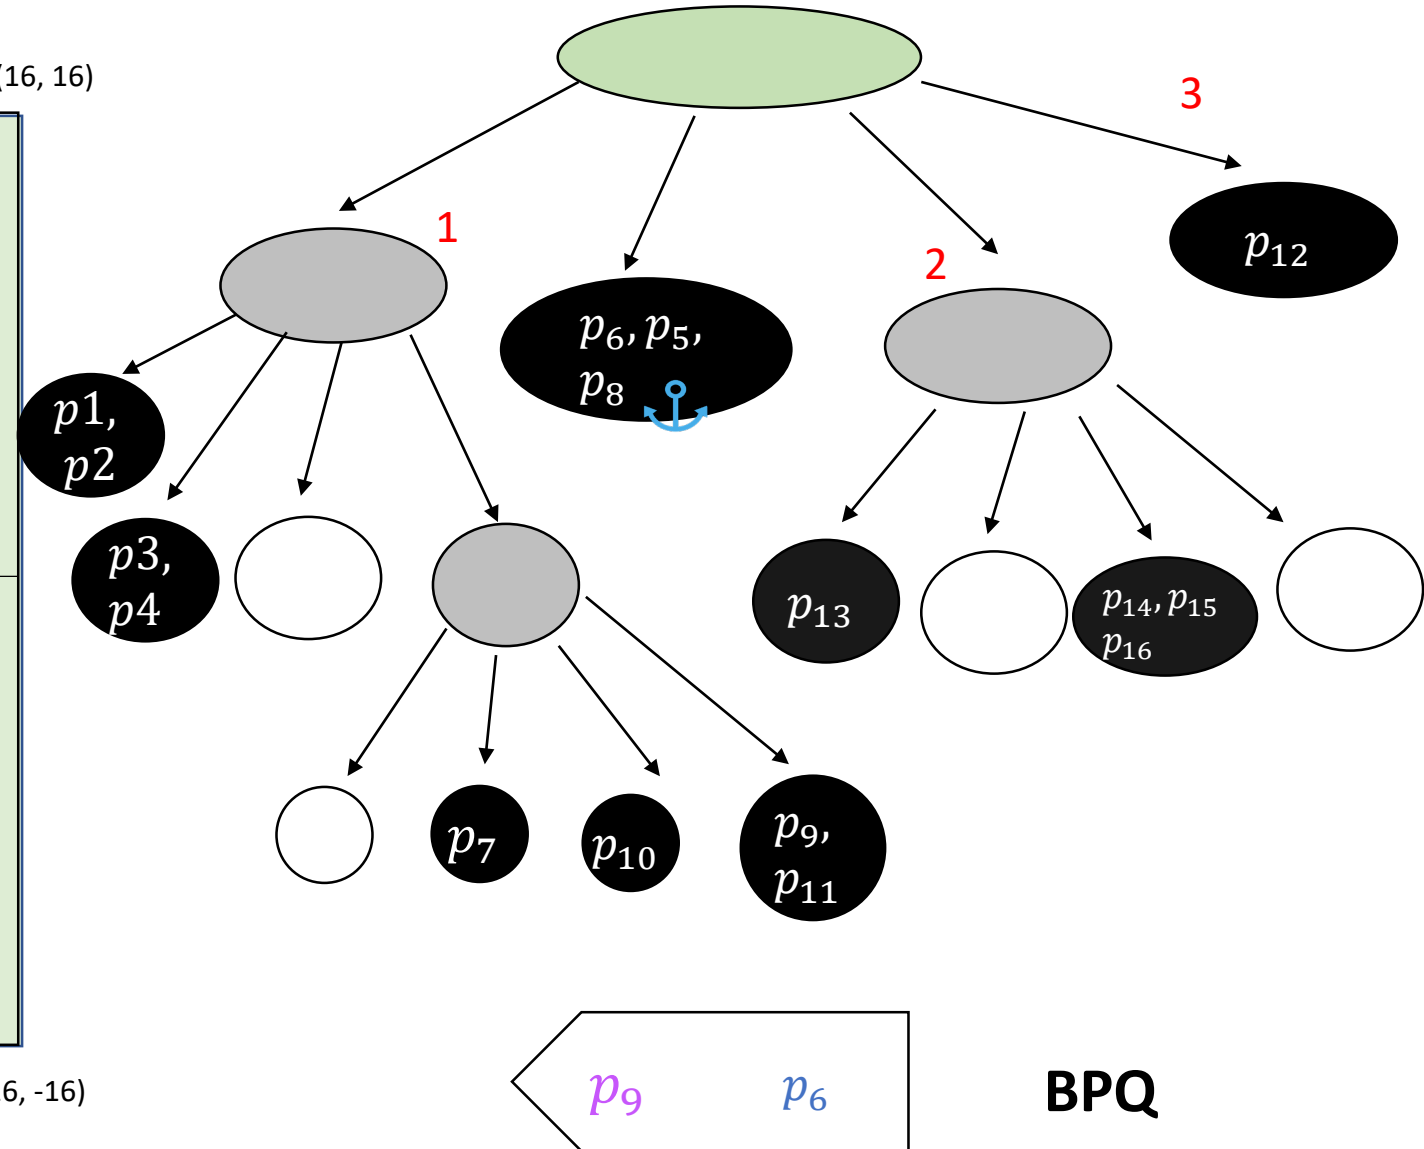 (16, 16)
3
1
2
p₁₂
p₆, p₅,
p₈
p1,
p2
p3,
p4
p₁₃
p₁₄, p₁₅
p₁₆
p₇
p₁₀
p₉,
p₁₁
6, -16)
p₉ p₆
BPQ